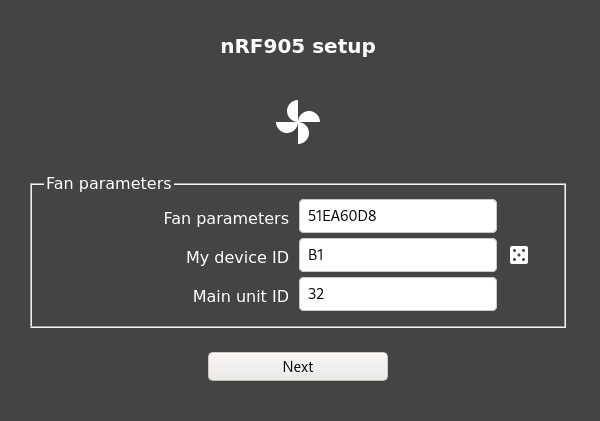 nRF905 setup
Fan parameters
Fan parameters 51EA60D8
My device ID B1
Main unit ID 32
Next